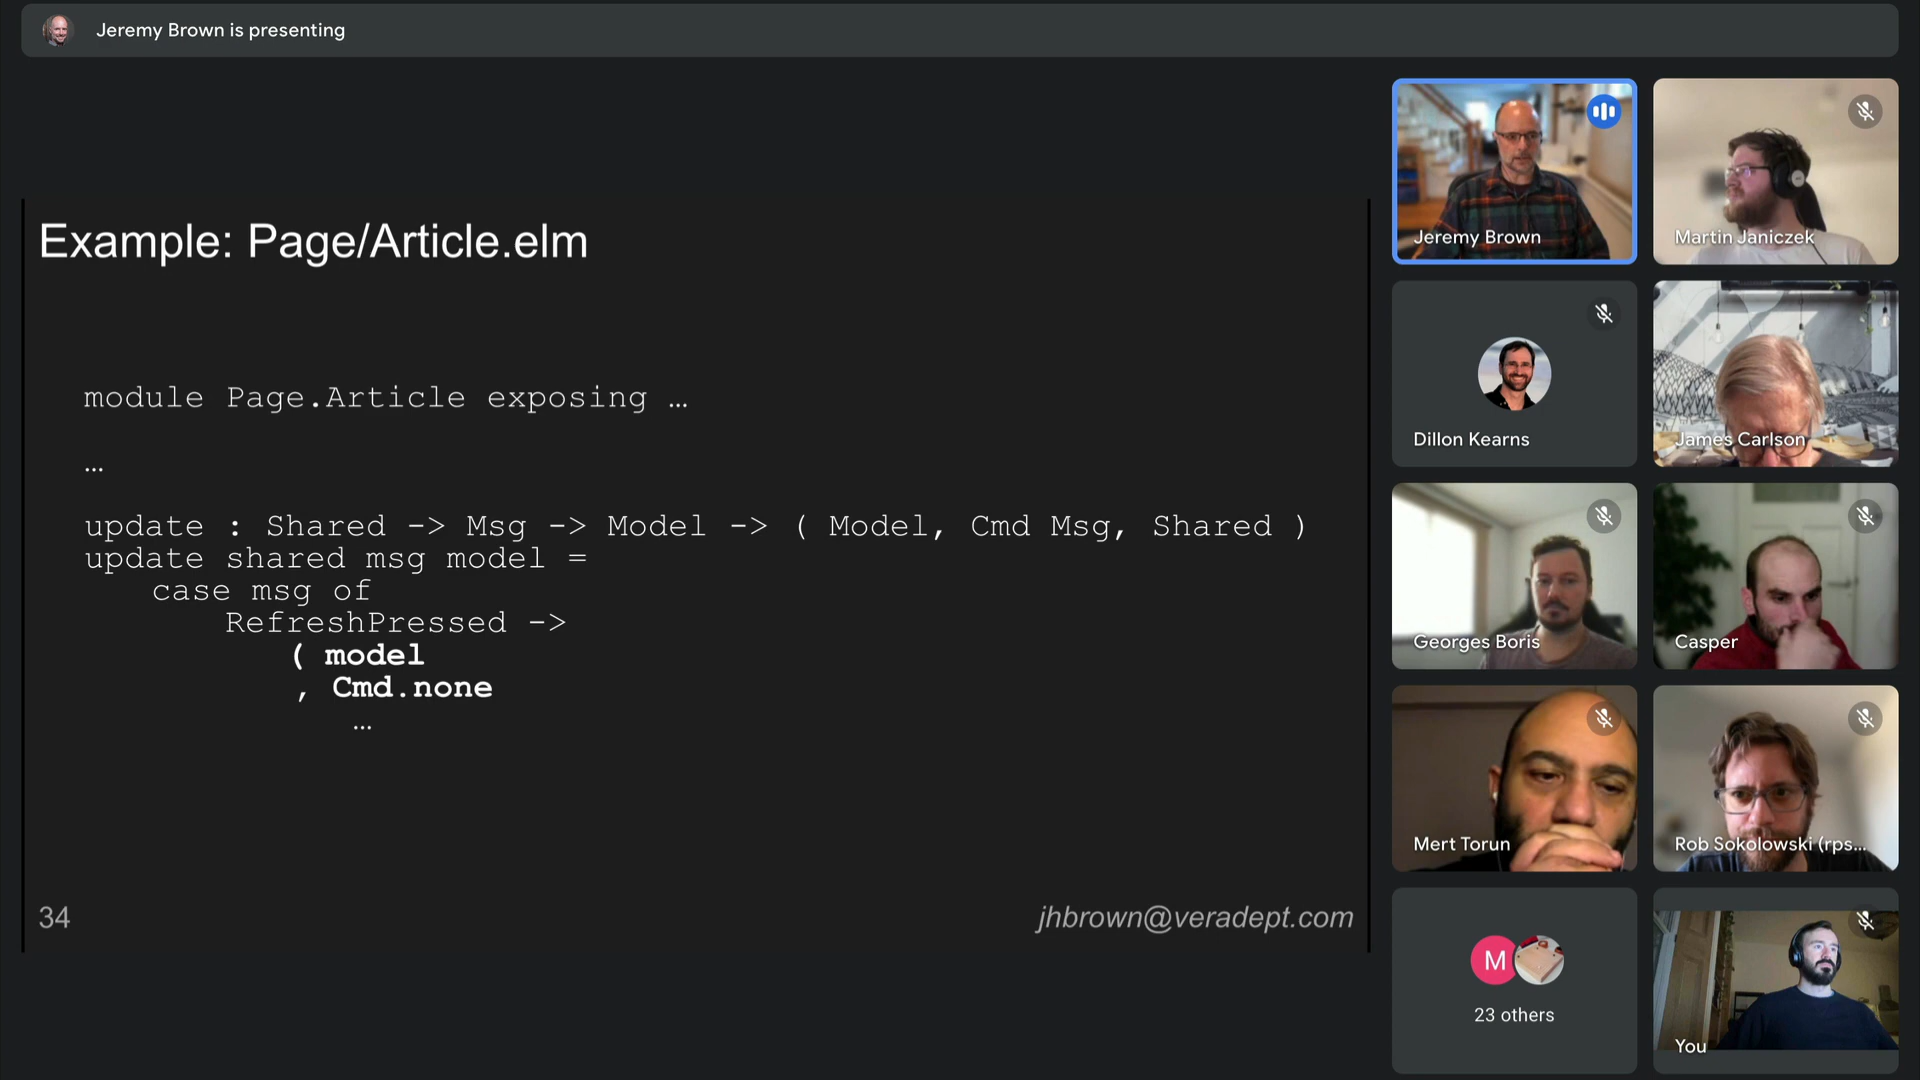 Jeremy Brown is presenting
Example: Page/Article.elm
module Page.Article exposing …
…
update : Shared -> Msg -> Model -> ( Model, Cmd Msg, Shared )
update shared msg model =
case msg of
RefreshPressed ->
( model
, Cmd.none
…
34
jhbrown@veradept.com
Jeremy Brown
Martin Janiczek
Dillon Kearns
James Carlson
Georges Boris
Casper
Mert Torun
Rob Sokolowski (rps...
M
23 others
You